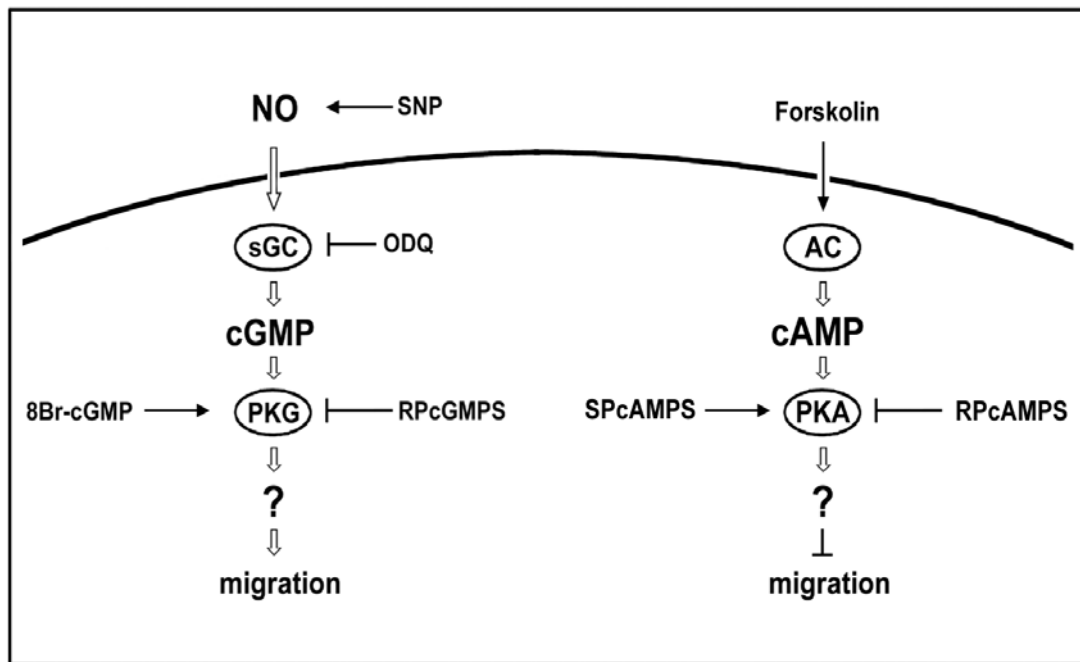 NO
SNP
Forskolin
sGC
ODQ
AC
cGMP
cAMP
8Br-cGMP
PKG
RPcGMPS
SPcAMPS
PKA
RPcAMPS
?
?
migration
migration